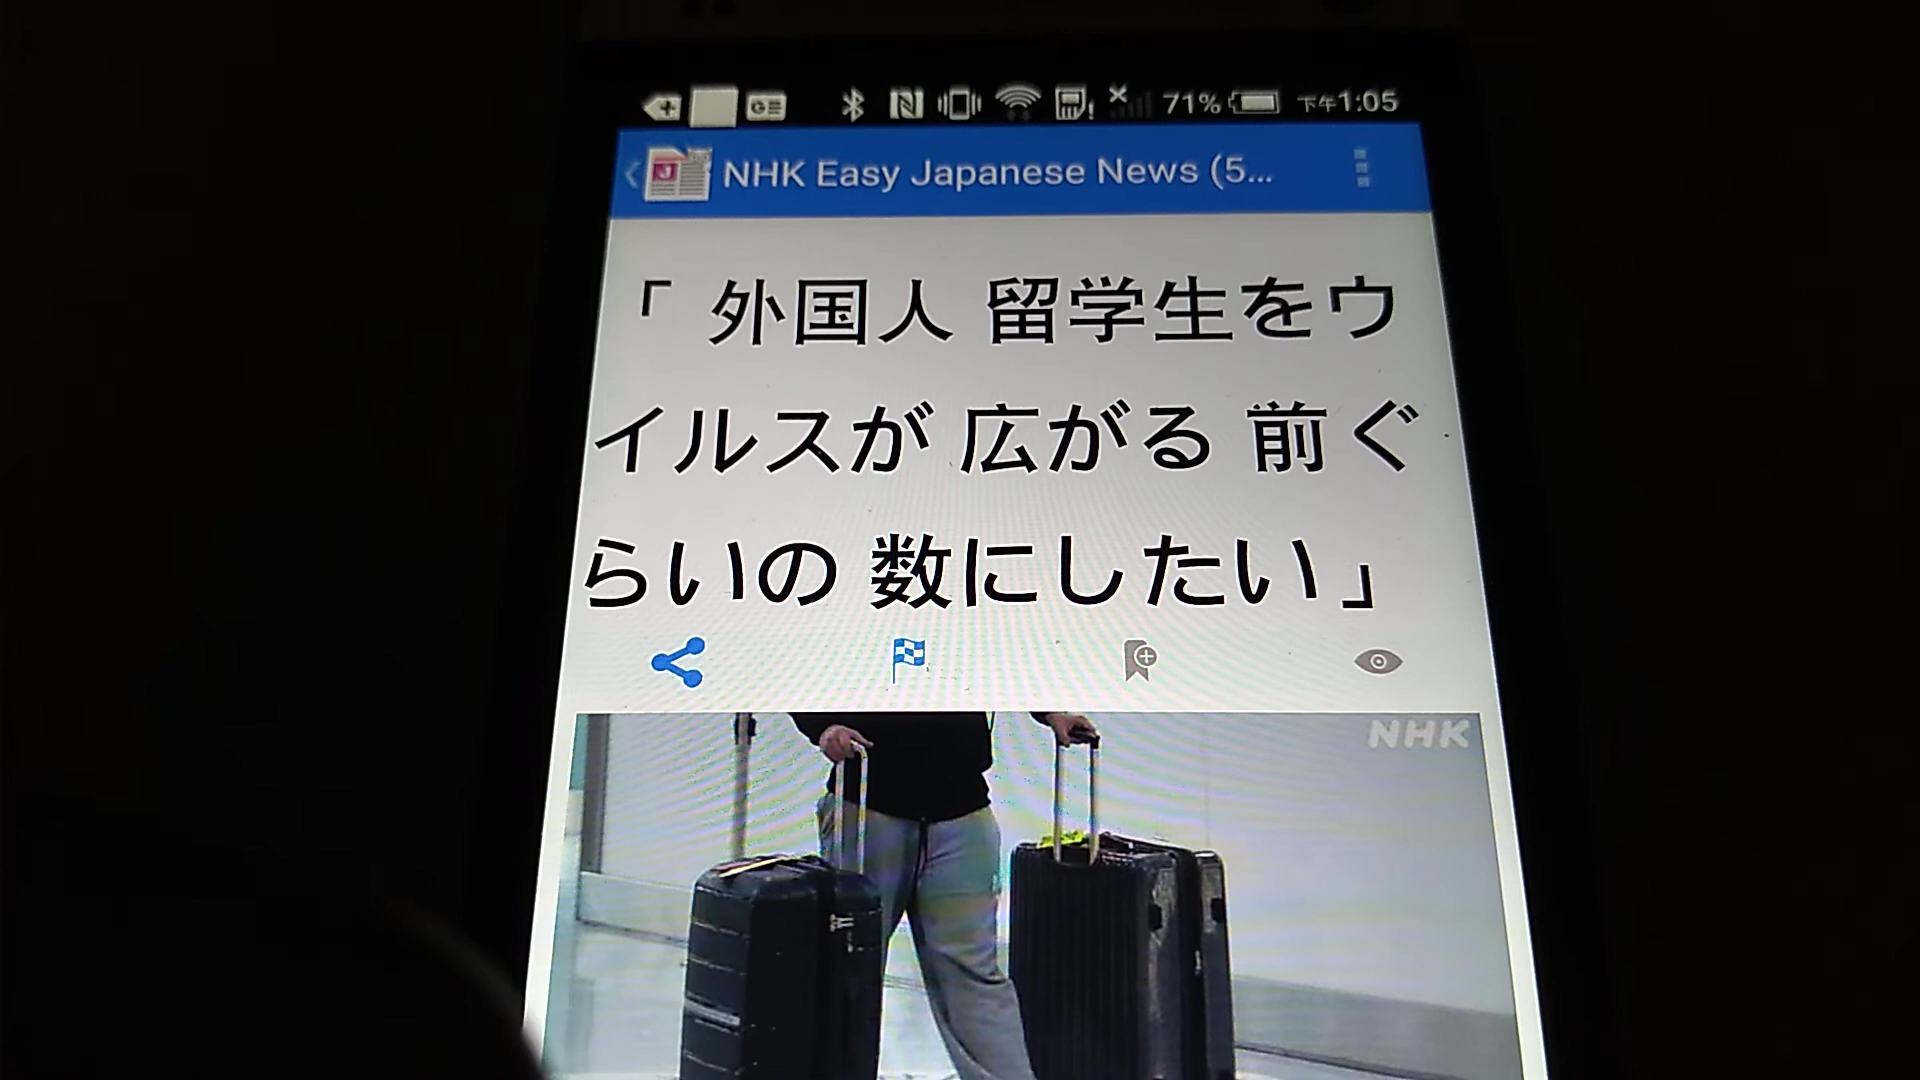 71% 下午1:05
NHK Easy Japanese News (5...
「 外国人 留学生をウ
イルスが 広がる 前ぐ
らいの 数にしたい」
NHK